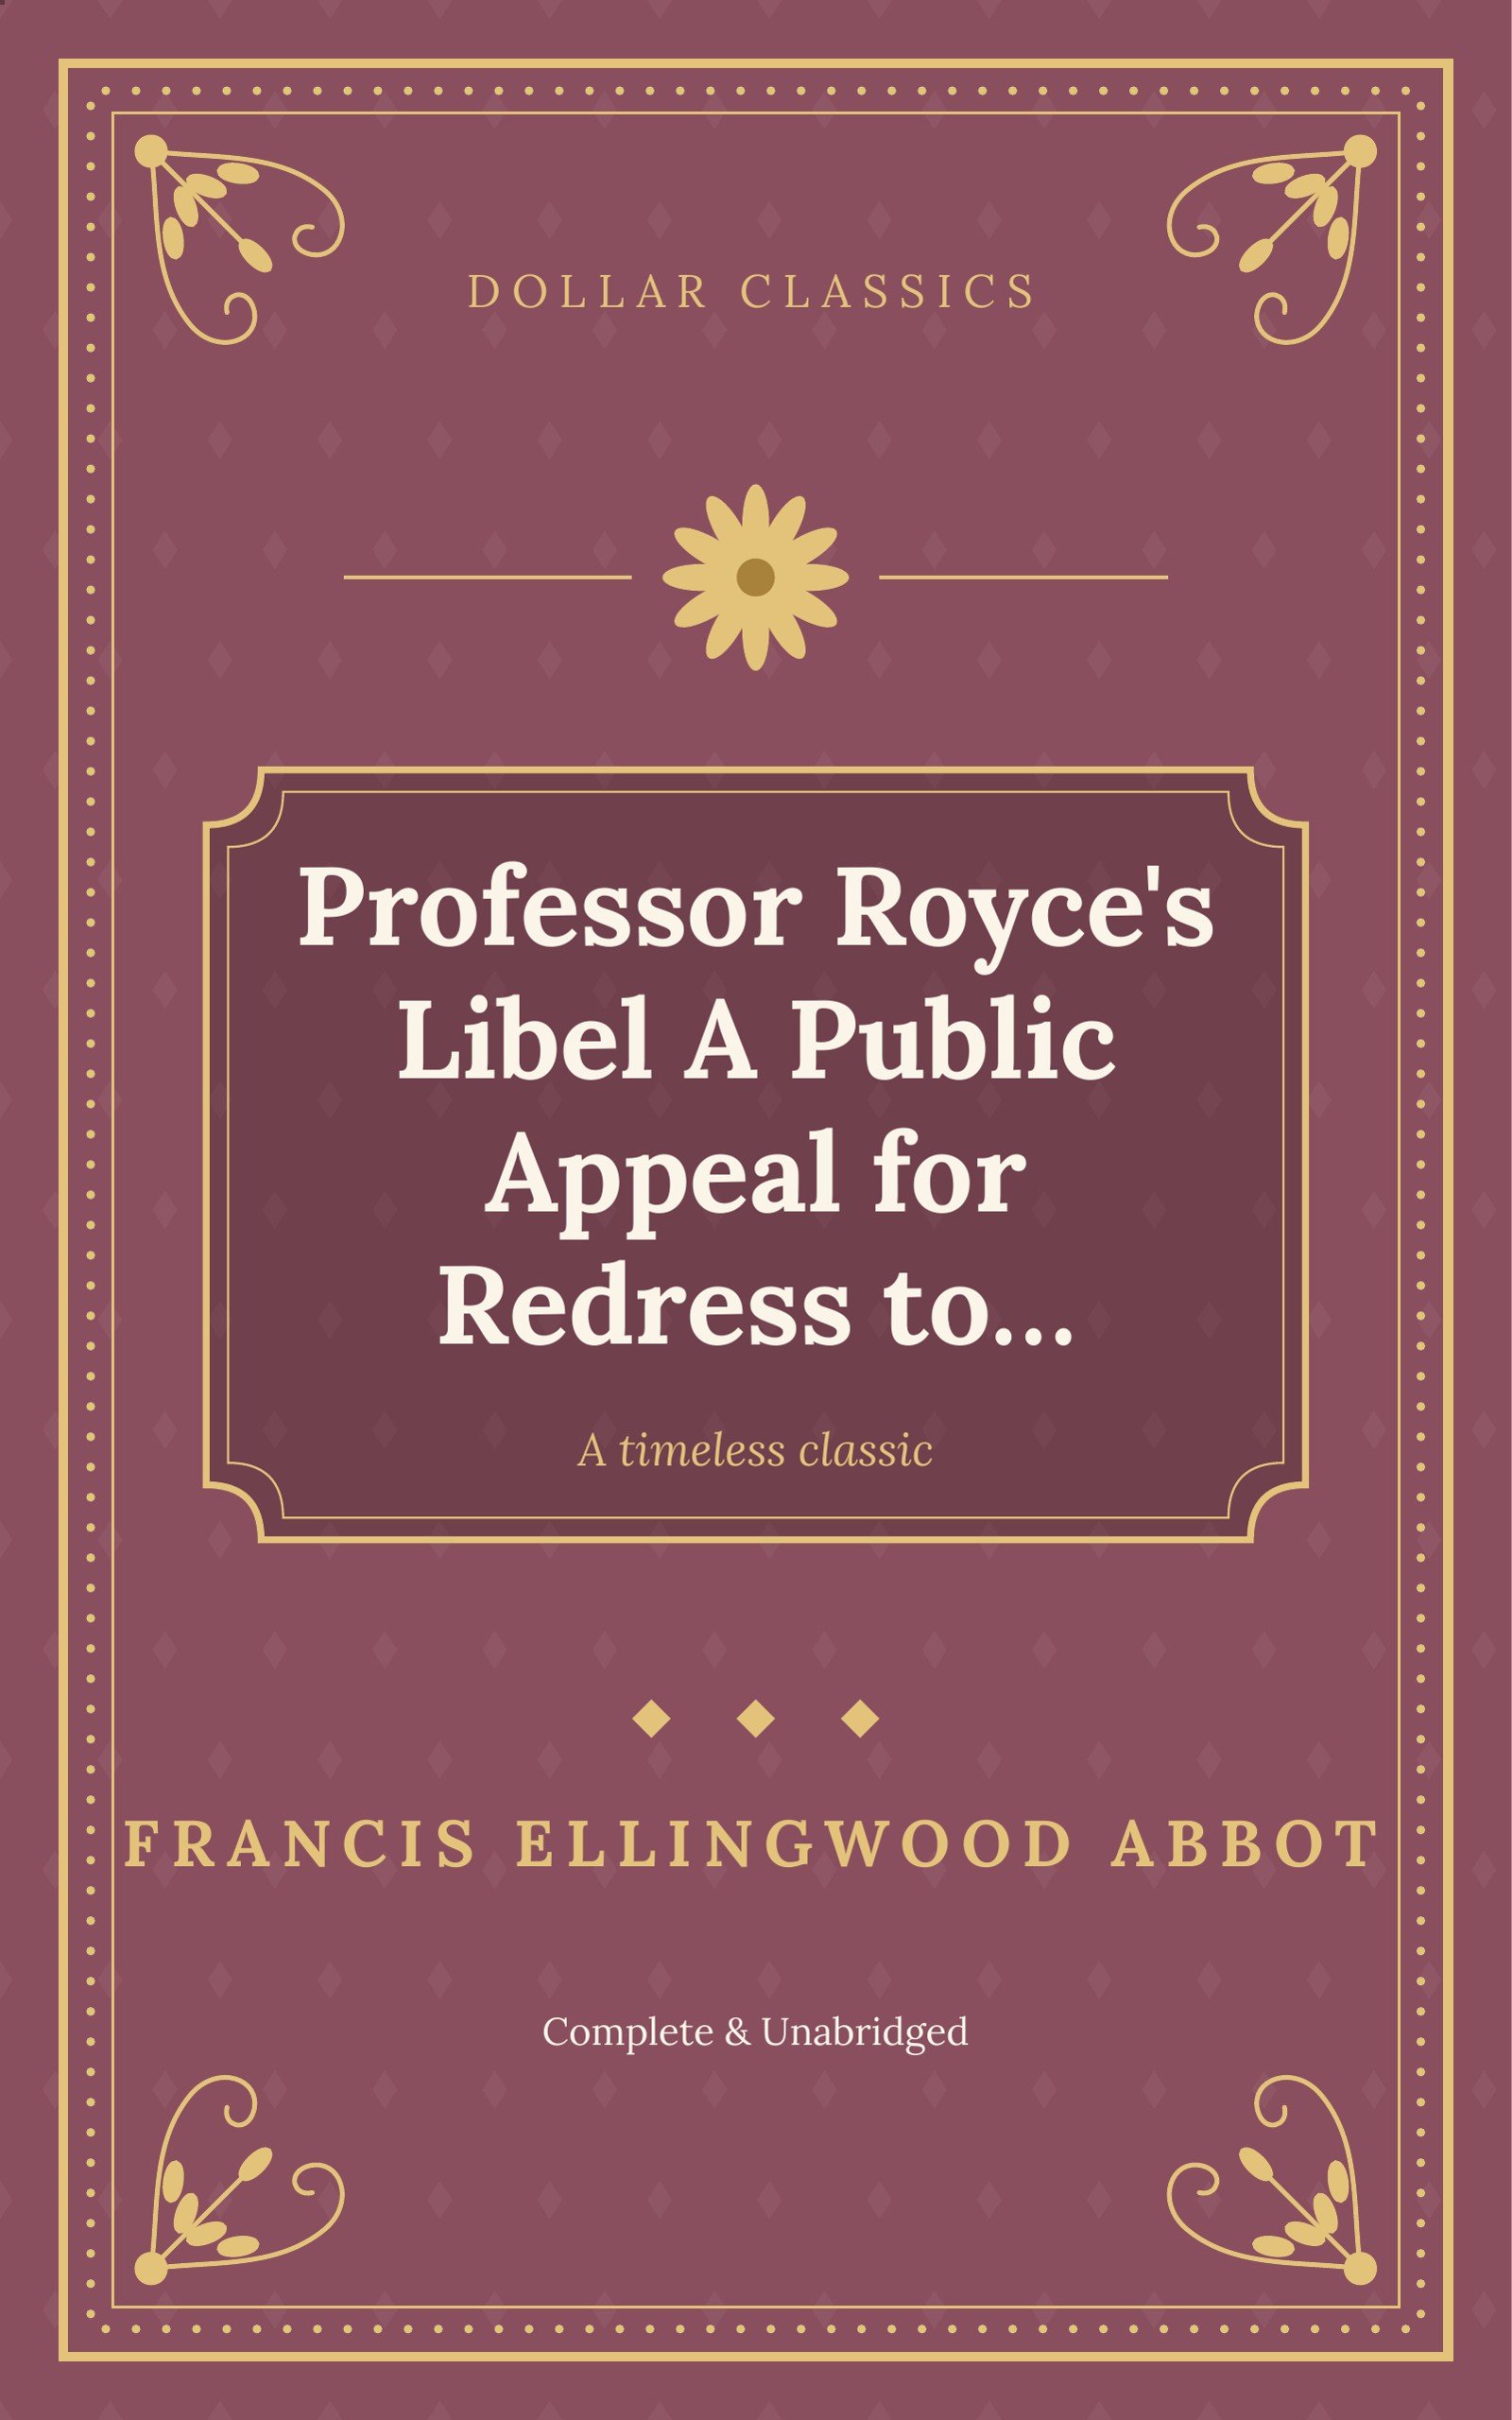 DOLLAR CLASSICS
Professor Royce's
Libel A Public
Appeal for
Redress to...
A timeless classic
FRANCIS ELLINGWOOD ABBOT
Complete & Unabridged